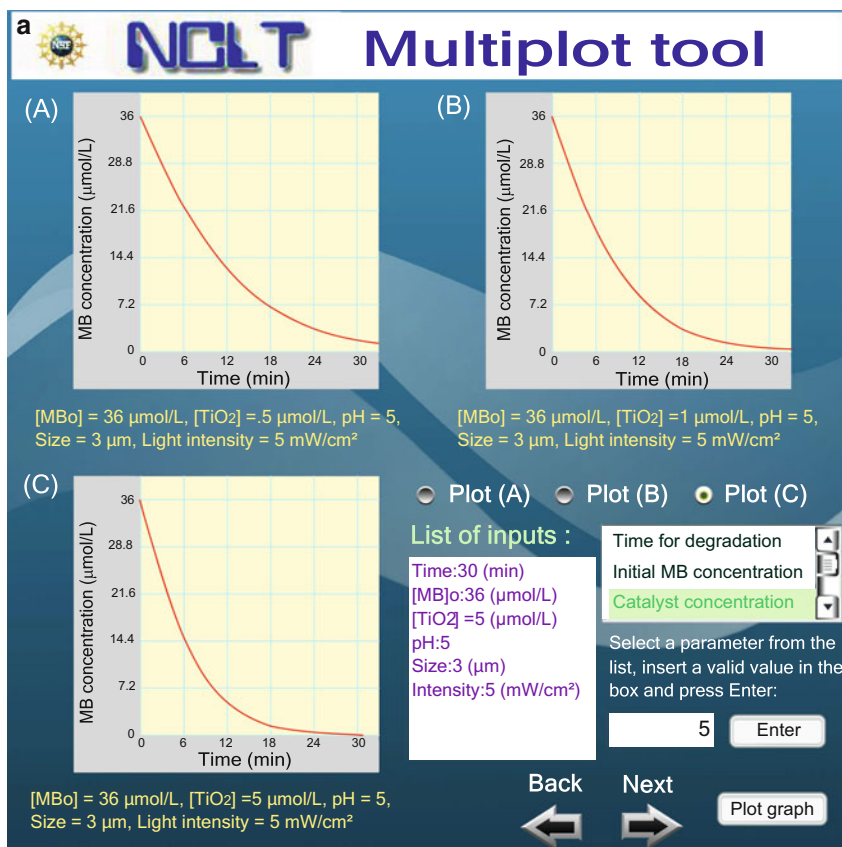 a
NSF
NCLT
Multiplot tool
(A)
MB concentration (µmol/L)
36
28.8
21.6
14.4
7.2
0
0 6 12 18 24 30
Time (min)
[MBo] = 36 µmol/L, [TiO2] =.5 µmol/L, pH = 5,
Size = 3 µm, Light intensity = 5 mW/cm²
(B)
MB concentration (µmol/L)
36
28.8
21.6
14.4
7.2
0
0 6 12 18 24 30
Time (min)
[MBo] = 36 µmol/L, [TiO2] =1 µmol/L, pH = 5,
Size = 3 µm, Light intensity = 5 mW/cm²
(C)
MB concentration (µmol/L)
36
28.8
21.6
14.4
7.2
0
0 6 12 18 24 30
Time (min)
[MBo] = 36 µmol/L, [TiO2] =5 µmol/L, pH = 5,
Size = 3 µm, Light intensity = 5 mW/cm²
Plot (A) Plot (B) Plot (C)
List of inputs :
Time:30 (min)
[MB]o:36 (µmol/L)
[TiO2] =5 (µmol/L)
pH:5
Size:3 (µm)
Intensity:5 (mW/cm²)
Time for degradation
Initial MB concentration
Catalyst concentration
Select a parameter from the
list, insert a valid value in the
box and press Enter:
5
Enter
Back Next
Plot graph